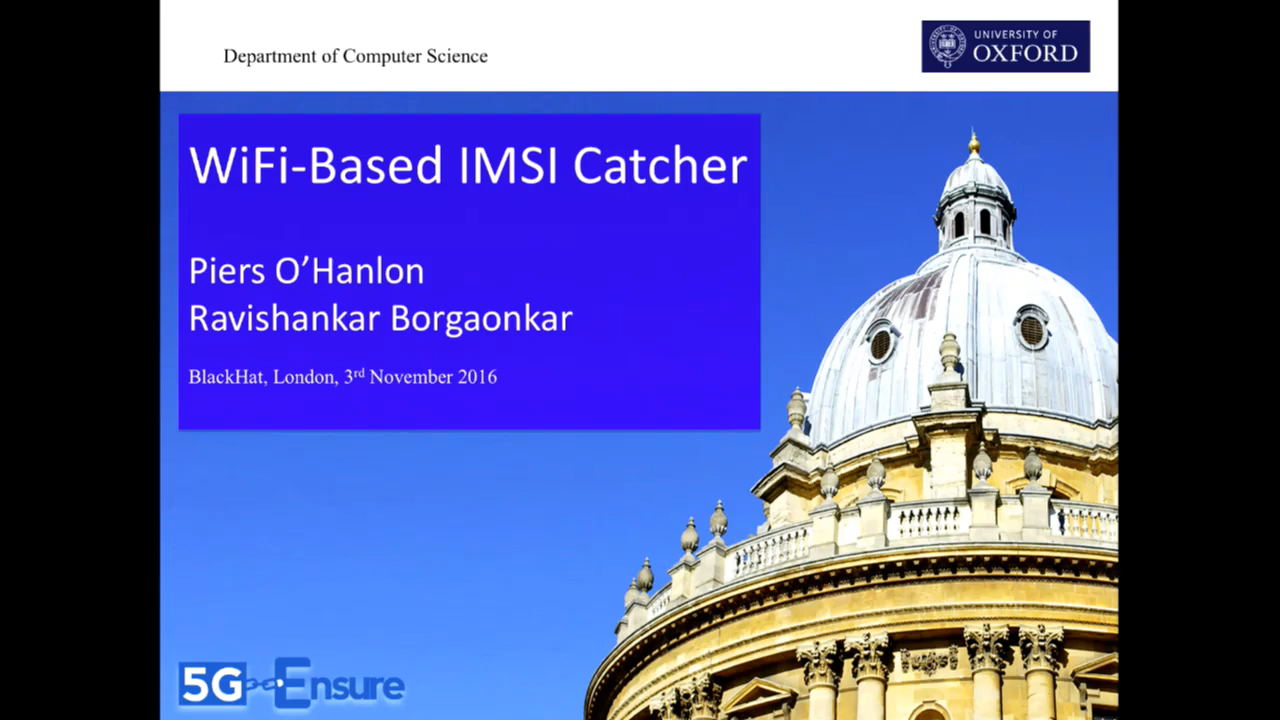 Department of Computer Science
UNIVERSITY OF
OXFORD
WiFi-Based IMSI Catcher
Piers O’Hanlon
Ravishankar Borgaonkar
BlackHat, London, 3rd November 2016
5G Ensure